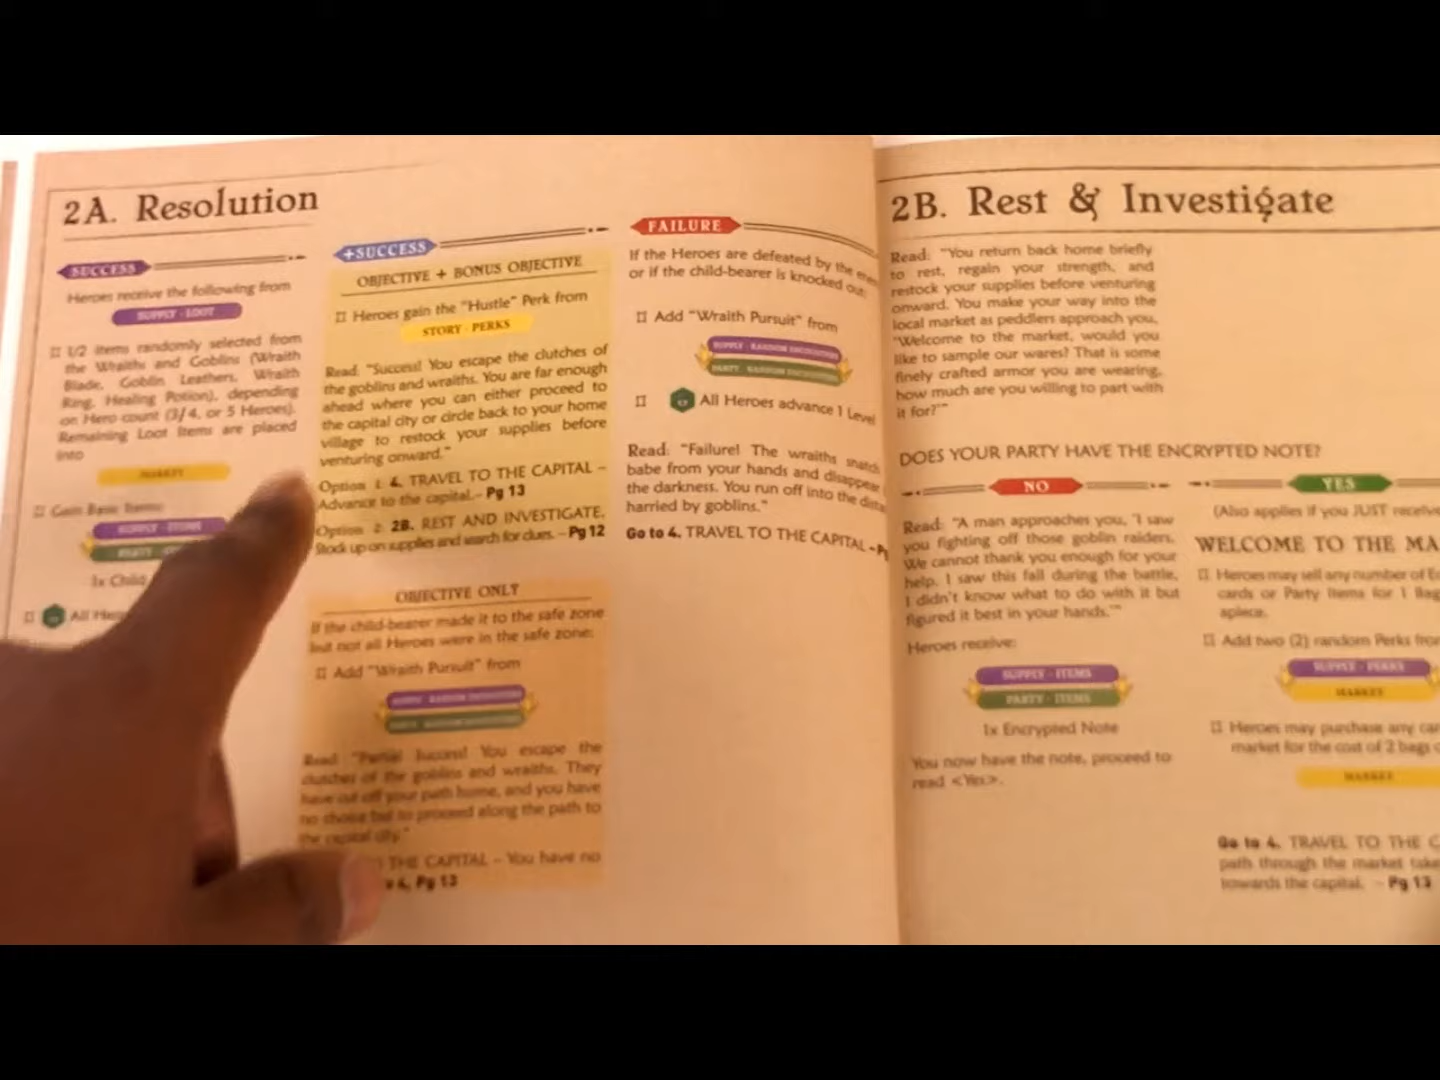 2A. Resolution
SUCCESS
Heroes receive the following from
SUPPLY · LOOT
1/2 items randomly selected from
the Wraiths and Goblins (Wraith
Blade, Goblin Leathers, Wraith
Ring, Healing Potion), depending
on Hero count (3/4, or 5 Heroes).
Remaining Loot Items are placed
into
MARKET
Gain Basic Items:
SUPPLY · ITEMS
PARTY
1x Child
All
+SUCCESS
OBJECTIVE + BONUS OBJECTIVE
Heroes gain the "Hustle" Perk from
STORY · PERKS
Read: "Success! You escape the clutches of
the goblins and wraiths. You are far enough
ahead where you can either proceed to
the capital city or circle back to your home
village to restock your supplies before
venturing onward."
Option 1: 4. TRAVEL TO THE CAPITAL –
Advance to the capital. – Pg 13
Option 2: 2B. REST AND INVESTIGATE,
Stock up on supplies and search for clues. – Pg 12
OBJECTIVE ONLY
If the child-bearer made it to the safe zone
but not all Heroes were in the safe zone:
Add "Wraith Pursuit" from
SUPPLY · RANDOM ENCOUNTERS
PARTY · RANDOM ENCOUNTERS
Read: "Partial Success! You escape the
clutches of the goblins and wraiths. They
have cut off your path home, and you have
no choice but to proceed along the path to
the capital city."
THE CAPITAL – You have no
4, Pg 13
FAILURE
If the Heroes are defeated by the
or if the child-bearer is knocked out:
Add "Wraith Pursuit" from
SUPPLY · RANDOM ENCOUNTERS
PARTY · RANDOM ENCOUNTERS
All Heroes advance 1 Level
Read: "Failure! The wraiths snatch
babe from your hands and disappear
the darkness. You run off into the
harried by goblins."
Go to 4. TRAVEL TO THE CAPITAL –
2B. Rest & Investigate
Read: "You return back home briefly
to rest, regain your strength, and
restock your supplies before venturing
onward. You make your way into the
local market as peddlers approach you,
'Welcome to the market, would you
like to sample our wares? That is some
finely crafted armor you are wearing,
how much are you willing to part with
it for?'"
DOES YOUR PARTY HAVE THE ENCRYPTED NOTE?
NO
Read: "A man approaches you, 'I saw
you fighting off those goblin raiders.
We cannot thank you enough for your
help. I saw this fall during the battle,
I didn't know what to do with it but
figured it best in your hands.'"
Heroes receive:
SUPPLY · ITEMS
PARTY · ITEMS
1x Encrypted Note
You now have the note, proceed to
read <Yes>.
YES
(Also applies if you JUST
WELCOME TO THE
Heroes may sell any number of
cards or Party Items for 1
apiece.
Add two (2) random Perks
SUPPLY · PERKS
MARKET
Heroes may purchase any
market for the cost of 2 bags
MARKET
Go to 4. TRAVEL TO THE
path through the market
towards the capital. – Pg 13